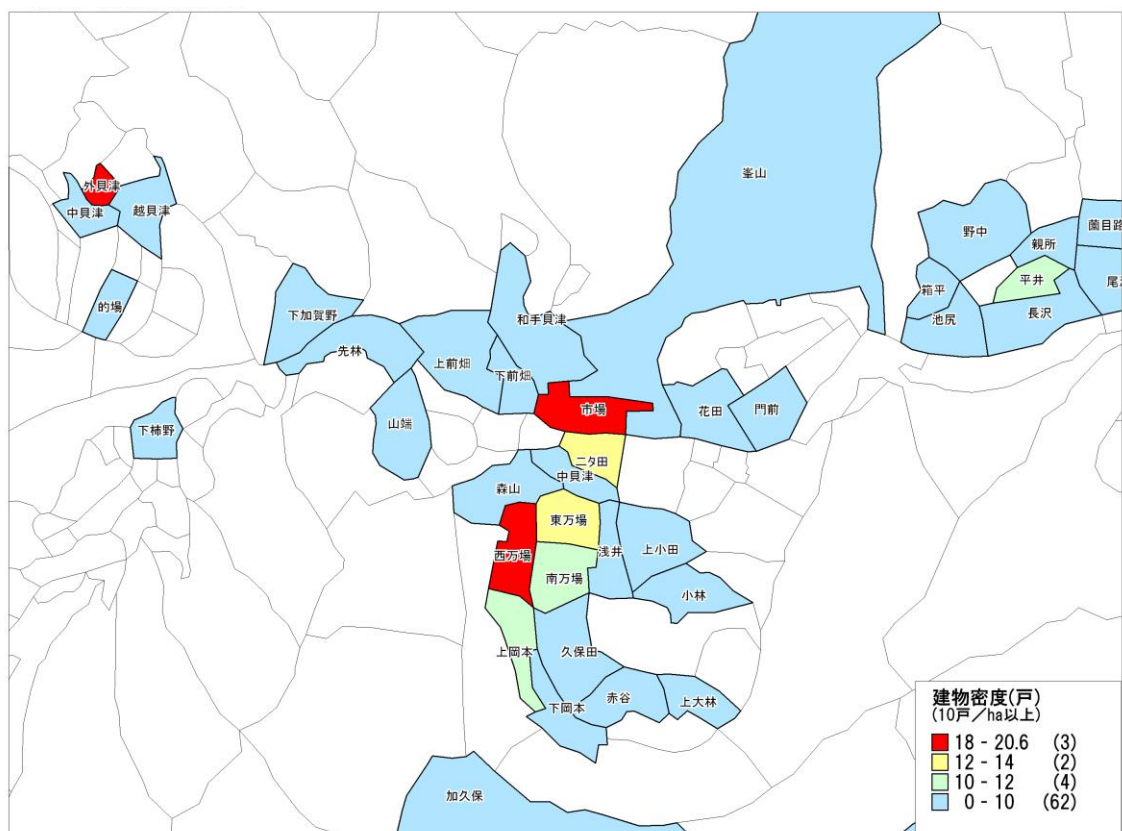 峯山
外貝津
中貝津
越貝津
野中
親所
薗目路
平井
箱平
池尻
長沢
的場
下加賀野
和手貝津
先林
上前畑
下前畑
市場
花田
門前
山端
下柿野
二タ田
中貝津
森山
東万場
西万場
浅井
上小田
南万場
小林
上岡本
久保田
下岡本
赤谷
上大林
加久保
建物密度(戸)
(10戸/ha以上)
18 - 20.6 (3)
12 - 14 (2)
10 - 12 (4)
0 - 10 (62)